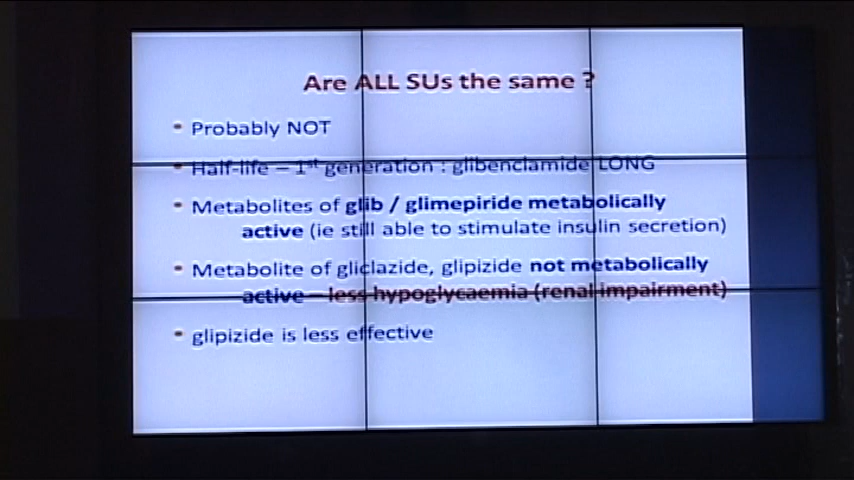 Are ALL SUs the same ?
• Probably NOT
• Half-life – 1st generation : glibenclamide LONG
• Metabolites of glib / glimepiride metabolically
active (ie still able to stimulate insulin secretion)
• Metabolite of gliclazide, glipizide not metabolically
active – less hypoglycaemia (renal impairment)
• glipizide is less effective